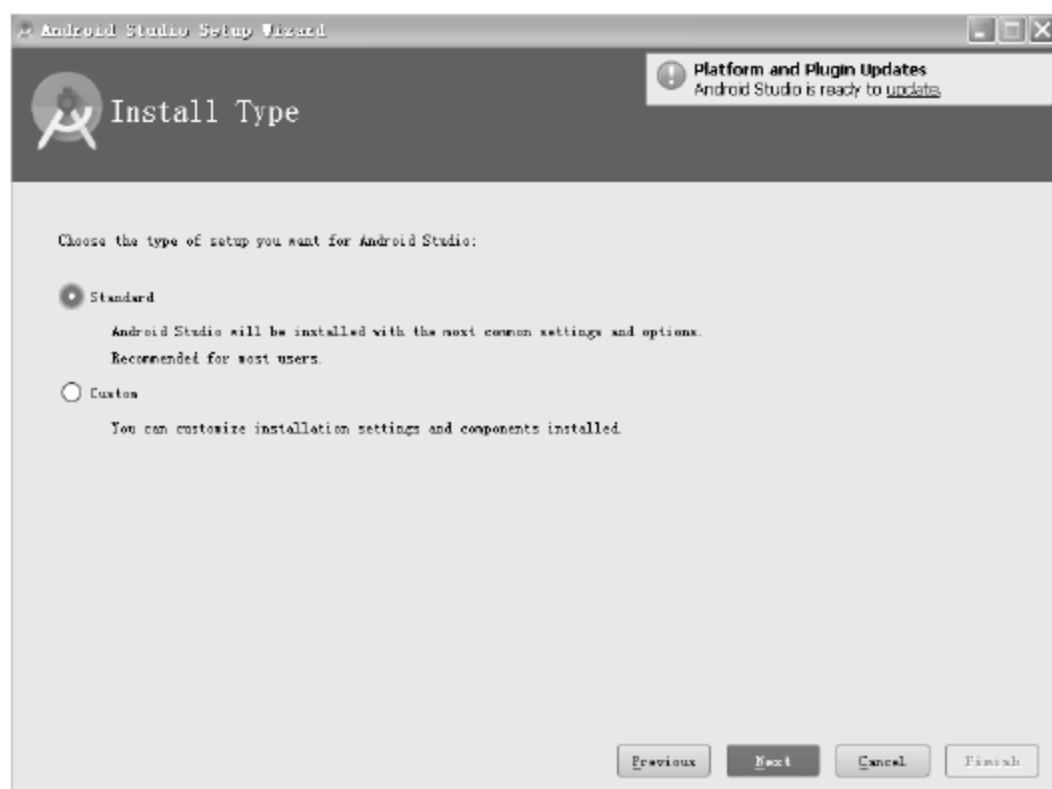 Android Studio Setup Wizard
Platform and Plugin Updates
Android Studio is ready to update.
Install Type
Choose the type of setup you want for Android Studio:
Standard
Android Studio will be installed with the most common settings and options.
Recommended for most users.
Custom
You can customize installation settings and components installed.
Previous
Next
Cancel
Finish